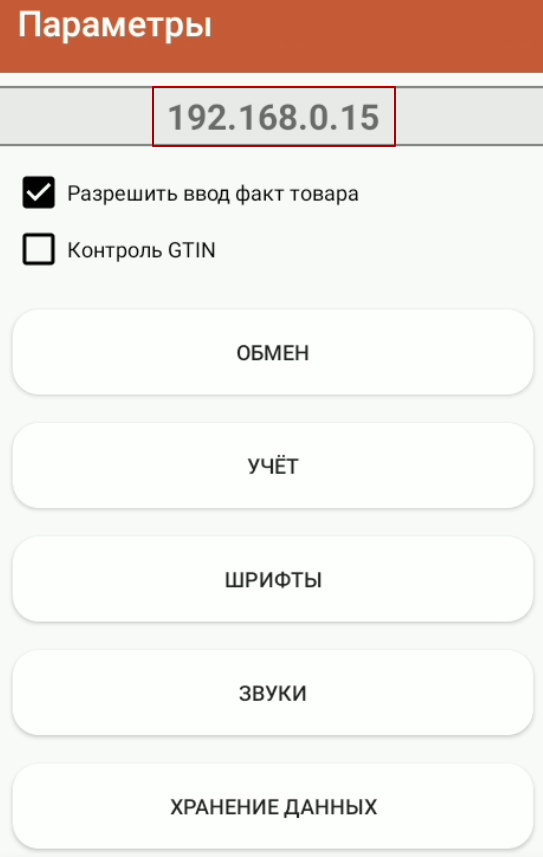 Параметры
192.168.0.15
Разрешить ввод факт товара
Контроль GTIN
ОБМЕН
УЧЁТ
ШРИФТЫ
ЗВУКИ
ХРАНЕНИЕ ДАННЫХ